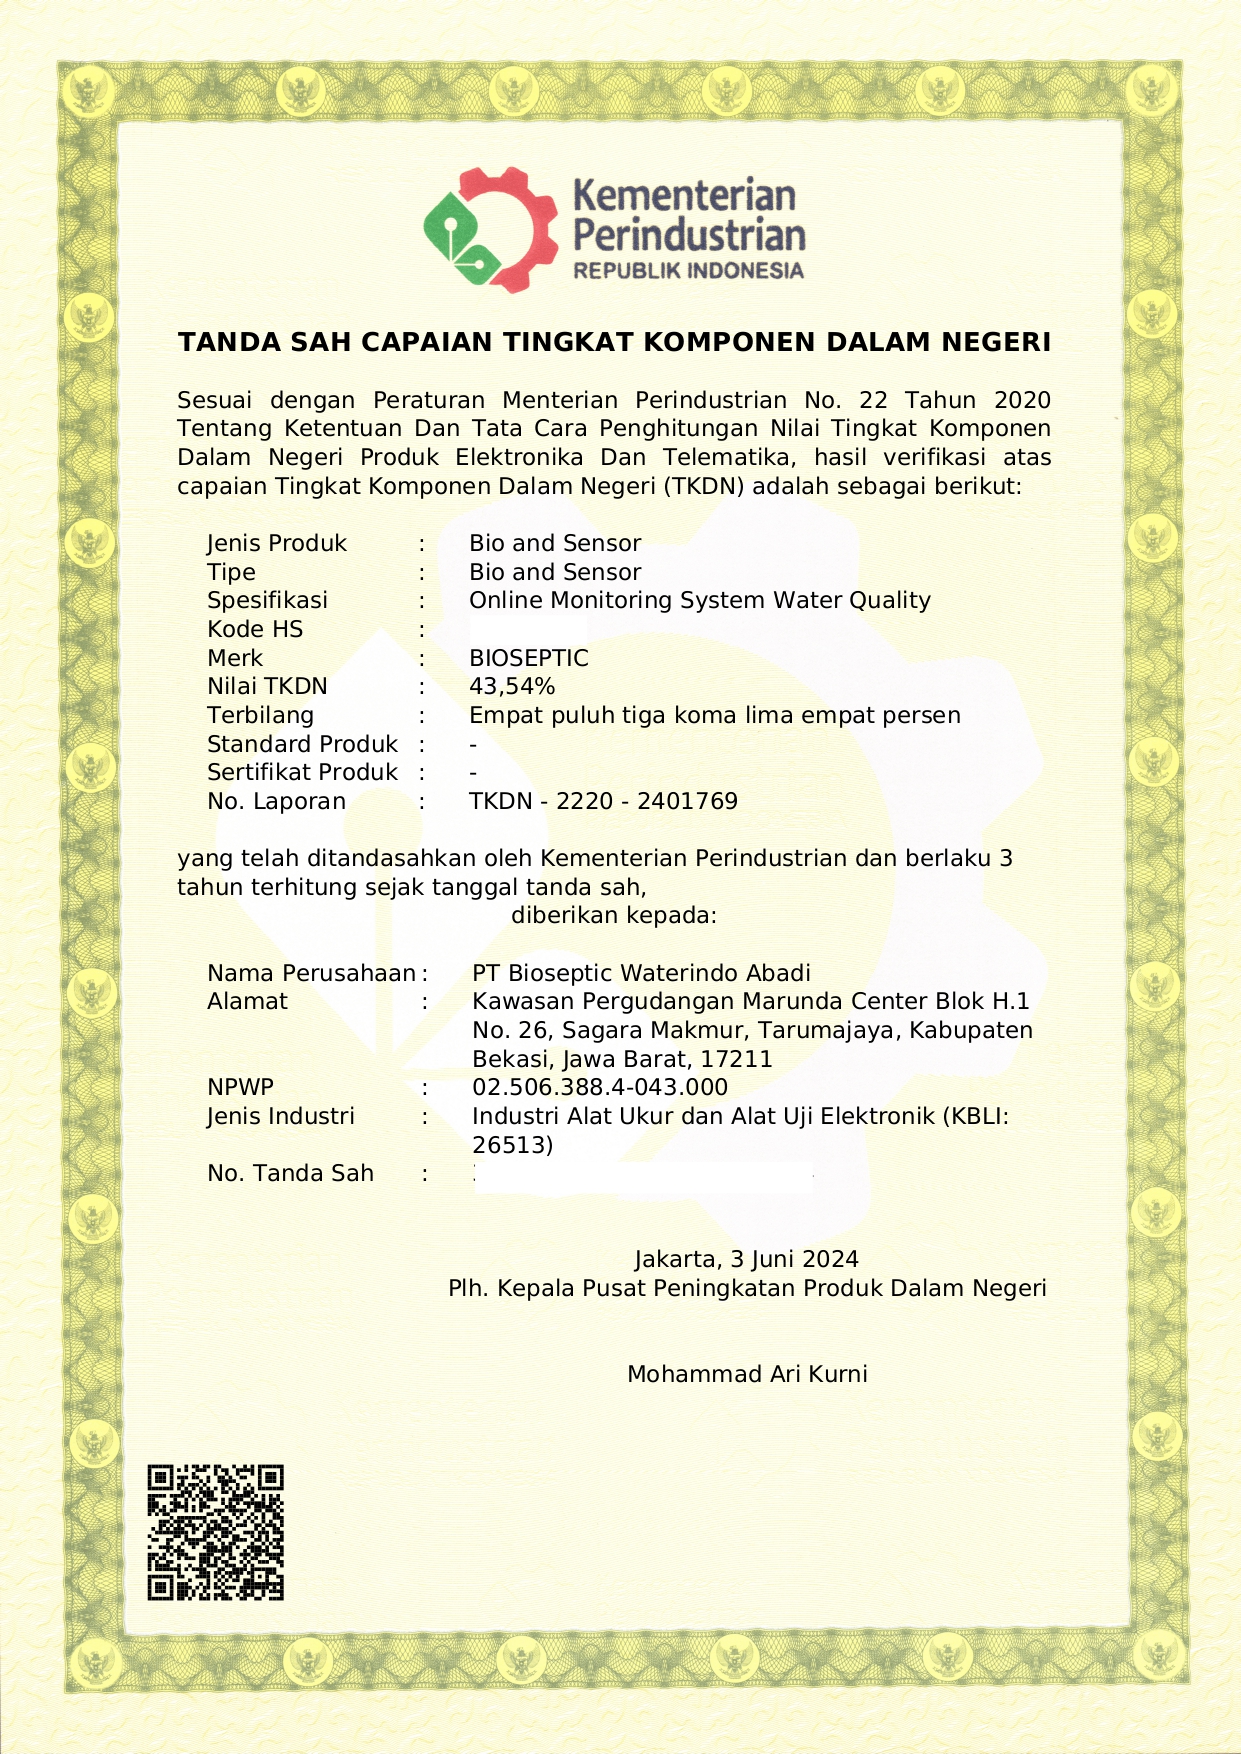 Kementerian
Perindustrian
REPUBLIK INDONESIA
TANDA SAH CAPAIAN TINGKAT KOMPONEN DALAM NEGERI
Sesuai dengan Peraturan Menterian Perindustrian No. 22 Tahun 2020
Tentang Ketentuan Dan Tata Cara Penghitungan Nilai Tingkat Komponen
Dalam Negeri Produk Elektronika Dan Telematika, hasil verifikasi atas
capaian Tingkat Komponen Dalam Negeri (TKDN) adalah sebagai berikut:
Jenis Produk : Bio and Sensor
Tipe : Bio and Sensor
Spesifikasi : Online Monitoring System Water Quality
Kode HS :
Merk : BIOSEPTIC
Nilai TKDN : 43,54%
Terbilang : Empat puluh tiga koma lima empat persen
Standard Produk : -
Sertifikat Produk : -
No. Laporan : TKDN - 2220 - 2401769
yang telah ditandasahkan oleh Kementerian Perindustrian dan berlaku 3
tahun terhitung sejak tanggal tanda sah,
diberikan kepada:
Nama Perusahaan : PT Bioseptic Waterindo Abadi
Alamat : Kawasan Pergudangan Marunda Center Blok H.1
No. 26, Sagara Makmur, Tarumajaya, Kabupaten
Bekasi, Jawa Barat, 17211
NPWP : 02.506.388.4-043.000
Jenis Industri : Industri Alat Ukur dan Alat Uji Elektronik (KBLI:
26513)
No. Tanda Sah :
Jakarta, 3 Juni 2024
Plh. Kepala Pusat Peningkatan Produk Dalam Negeri
Mohammad Ari Kurni